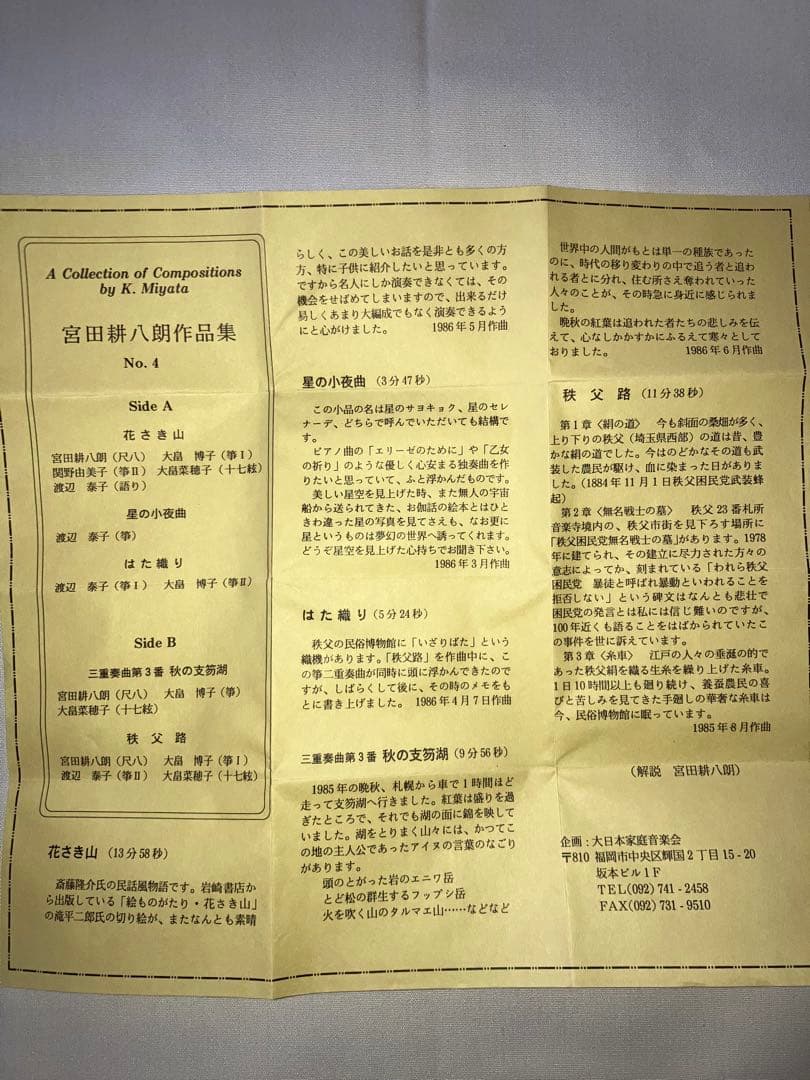 A Collection of Compositions
by K. Miyata
宮田耕八朗作品集
No. 4
Side A
花さき山
宮田耕八朗(尺八) 大畠 博子(箏Ⅰ)
関野由美子(箏Ⅱ) 大畠菜穂子(十七絃)
渡辺 泰子(語り)
星の小夜曲
渡辺 泰子(箏)
はた織り
渡辺 泰子(箏Ⅰ) 大畠 博子(箏Ⅱ)
Side B
三重奏曲第3番 秋の支笏湖
宮田耕八朗(尺八) 大畠 博子(箏)
大畠菜穂子(十七絃)
秩父路
宮田耕八朗(尺八) 大畠 博子(箏Ⅰ)
渡辺 泰子(箏Ⅱ) 大畠菜穂子(十七絃)
花さき山 (13分58秒)
斎藤隆介氏の民話風物語です。岩崎書店か
ら出版している「絵ものがたり・花さき山」
の滝平二郎氏の切り絵が、またなんとも素晴
らしく、この美しいお話を是非とも多くの方
方、特に子供に紹介したいと思っています。
ですから名人にしか演奏できなくては、その
機会をせばめてしまいますので、出来るだけ
易しくあまり大編成でもなく演奏できるよう
にと心がけました。 1986年5月作曲
星の小夜曲 (3分47秒)
この小品の名は星のサヨキョク、星のセレ
ナーデ、どちらで呼んでいただいても結構で
す。
ピアノ曲の「エリーゼのために」や「乙女
の祈り」のような優しく心安まる独奏曲を作
りたいと思っていて、ふと浮かんだものです。
美しい星空を見上げた時、また無人の宇宙
船から送られてきた、お伽話の絵本とはひと
きわ違った星の写真を見てさえも、なお更に
星というものは夢幻の世界へ誘ってくれます。
どうぞ星空を見上げた心持ちでお聞き下さい。
1986年3月作曲
はた織り (5分24秒)
秩父の民俗博物館に「いざりばた」という
織機があります。「秩父路」を作曲中に、こ
の箏二重奏曲が同時に頭に浮かんできたので
すが、しばらくして後に、その時のメモをも
とに書き上げました。 1986年4月7日作曲
三重奏曲第3番 秋の支笏湖 (9分56秒)
1985年の晩秋、札幌から車で1時間ほど
走って支笏湖へ行きました。紅葉は盛りを過
ぎたところで、それでも湖の面に錦を映して
いました。湖をとりまく山々には、かつてこ
の地の主人公であったアイヌの言葉のなごり
があります。
頭のとがった岩のエニワ岳
とど松の群生するフップシ岳
火を吹く山のタルマエ山……などなど
世界中の人間がもとは単一の種族であった
のに、時代の移り変わりの中で追う者と追わ
れる者とに分れ、住む所さえ奪われていった
人々のことが、その時急に身近に感じられま
した。
晩秋の紅葉は追われた者たちの悲しみを伝
えて、心なしかかすかにふるえて寒々として
おりました。 1986年6月作曲
秩父路 (11分38秒)
第1章〈絹の道〉 今も斜面の桑畑が多く、
上り下りの秩父(埼玉県西部)の道は昔、豊
かな絹の道でした。今はのどかなその道も武
装した農民が駆け、血に染まった日がありま
した。(1884年11月1日秩父困民党武装蜂
起)
第2章〈無名戦士の墓〉 秩父23番札所
音楽寺境内の、秩父市街を見下ろす場所に
「秩父困民党無名戦士の墓」があります。1978
年に建てられ、その建立に尽力された方々の
意志によってか、刻まれている「われら秩父
困民党 暴徒と呼ばれ暴動といわれることを
拒否しない」という碑文はなんとも悲壮で
困民党の発言とは私には信じ難いのですが、
100年近くも語ることをはばかられていたこ
の事件を世に訴えています。
第3章〈糸車〉 江戸の人々の垂涎の的で
あった秩父絹を織る生糸を繰り上げた糸車。
1日10時間以上も廻り続け、養蚕農民の喜
びと苦しみを見てきた手廻しの華奢な糸車は
今、民俗博物館に眠っています。
1985年8月作曲
(解説 宮田耕八朗)
企画:大日本家庭音楽会
〒810 福岡市中央区輝国2丁目15-20
坂本ビル1F
TEL(092)741-2458
FAX(092)731-9510